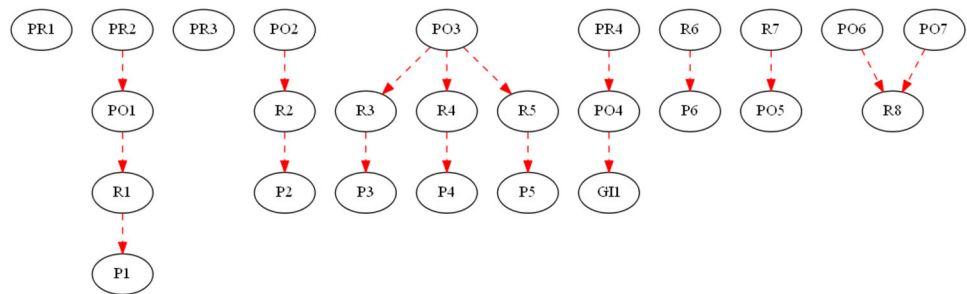 PR1 PR2 PR3 PO2 PO3 PR4 R6 R7 PO6 PO7
PO1 R2 R3 R4 R5 PO4 P6 PO5 R8
R1 P2 P3 P4 P5 GI1
P1